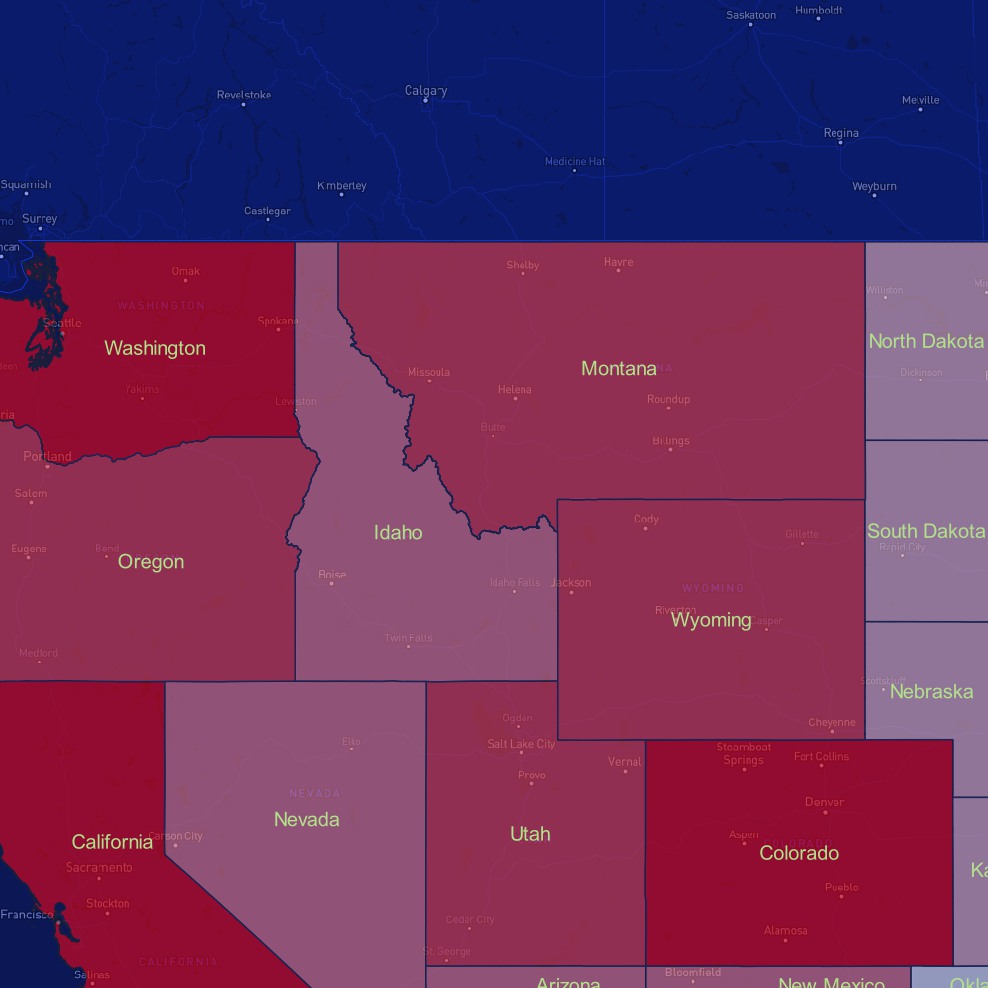 Saskatoon
Humboldt
Revelstoke
Calgary
Melville
Regina
Medicine Hat
Squamish
Kimberley
Weyburn
Castlegar
mo
Surrey
ncan
Omak
Shelby
Havre
WASHINGTON
Williston
Mi
Seattle
Spokane
Washington
North Dakota
Montana
NA
deen
Missoula
Dickinson
Yakima
Helena
Lewiston
Roundup
ria
Butte
Billings
Portland
Salem
Cody
Gillette
Idaho
South Dakota
Eugene
Bend
Oregon
Rapid City
Boise
Idaho Falls
Jackson
WYOMING
Riverton
Wyoming
Casper
Twin Falls
Medford
Scottsbluff
Nebraska
Ogden
Cheyenne
Elko
Salt Lake City
Steamboat
Springs
Fort Collins
Vernal
Provo
NEVADA
Denver
Nevada
Utah
Carson City
California
Aspen
Colorado
Sacramento
Ka
Pueblo
Stockton
Francisco
Cedar City
Alamosa
St. George
CALIFORNIA
Salinas
Bloomfield
Arizona
New Mexico
Okla